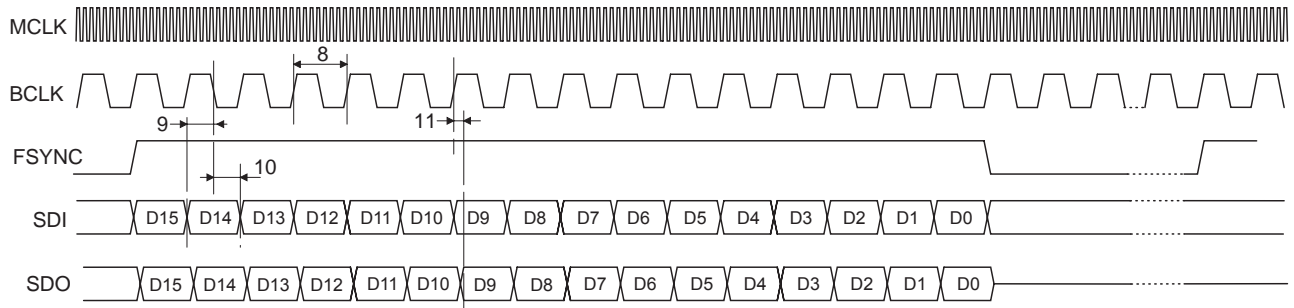 MCLK
8
BCLK
9
11
FSYNC
10
SDI D15 D14 D13 D12 D11 D10 D9 D8 D7 D6 D5 D4 D3 D2 D1 D0
SDO D15 D14 D13 D12 D11 D10 D9 D8 D7 D6 D5 D4 D3 D2 D1 D0